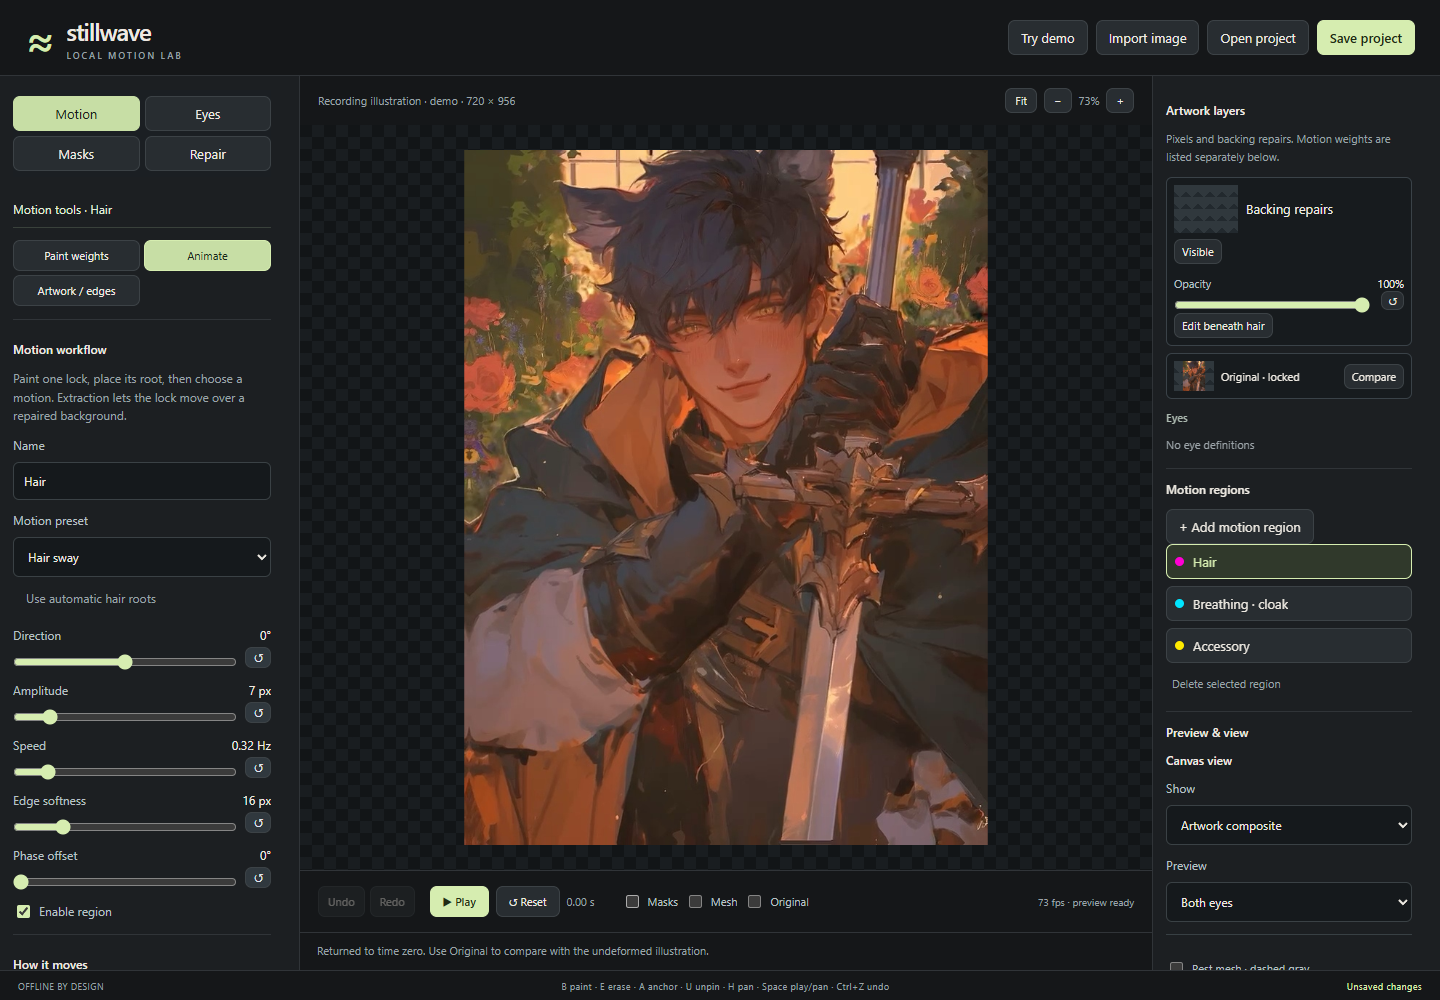 stillwave
LOCAL MOTION LAB
Try demo
Import image
Open project
Save project
Motion
Eyes
Masks
Repair
Motion tools · Hair
Paint weights
Animate
Artwork / edges
Motion workflow
Paint one lock, place its root, then choose a
motion. Extraction lets the lock move over a
repaired background.
Name
Hair
Motion preset
Hair sway
Use automatic hair roots
Direction 0°
Amplitude 7 px
Speed 0.32 Hz
Edge softness 16 px
Phase offset 0°
Enable region
How it moves
Recording illustration · demo · 720 × 956
Fit − 73% +
Undo Redo ▶ Play ↺ Reset 0.00 s Masks Mesh Original 73 fps · preview ready
Returned to time zero. Use Original to compare with the undeformed illustration.
Artwork layers
Pixels and backing repairs. Motion weights are
listed separately below.
Backing repairs
Visible
Opacity 100%
↺
Edit beneath hair
Original · locked Compare
Eyes
No eye definitions
Motion regions
+ Add motion region
Hair
Breathing · cloak
Accessory
Delete selected region
Preview & view
Canvas view
Show
Artwork composite
Preview
Both eyes
Rest mesh · dashed gray
OFFLINE BY DESIGN
B paint · E erase · A anchor · U unpin · H pan · Space play/pan · Ctrl+Z undo
Unsaved changes